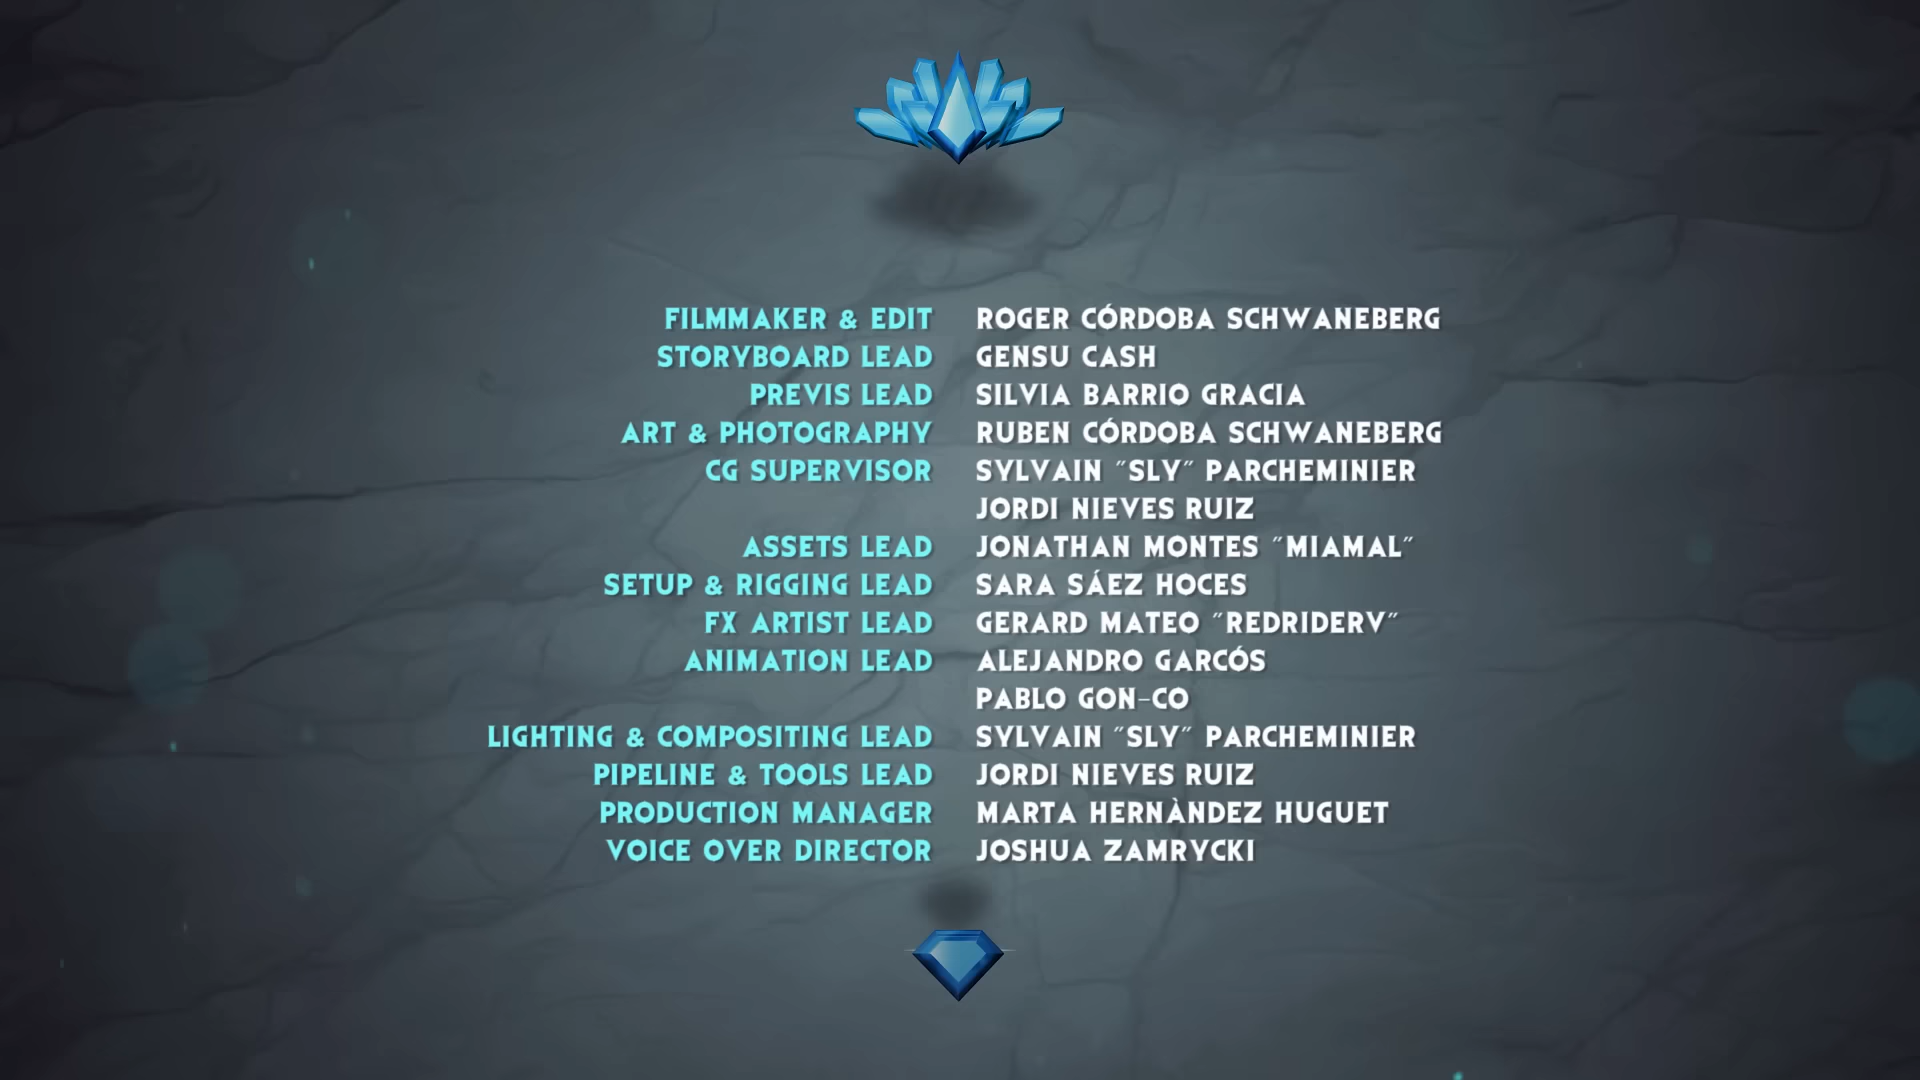 FILMMAKER & EDIT ROGER CÓRDOBA SCHWANEBERG
STORYBOARD LEAD GENSU CASH
PREVIS LEAD SILVIA BARRIO GRACIA
ART & PHOTOGRAPHY RUBEN CÓRDOBA SCHWANEBERG
CG SUPERVISOR SYLVAIN "SLY" PARCHEMINIER
JORDI NIEVES RUIZ
ASSETS LEAD JONATHAN MONTES "MIAMAL"
SETUP & RIGGING LEAD SARA SÁEZ HOCES
FX ARTIST LEAD GERARD MATEO "REDRIDERV"
ANIMATION LEAD ALEJANDRO GARCÓS
PABLO GON-CO
LIGHTING & COMPOSITING LEAD SYLVAIN "SLY" PARCHEMINIER
PIPELINE & TOOLS LEAD JORDI NIEVES RUIZ
PRODUCTION MANAGER MARTA HERNÀNDEZ HUGUET
VOICE OVER DIRECTOR JOSHUA ZAMRYCKI